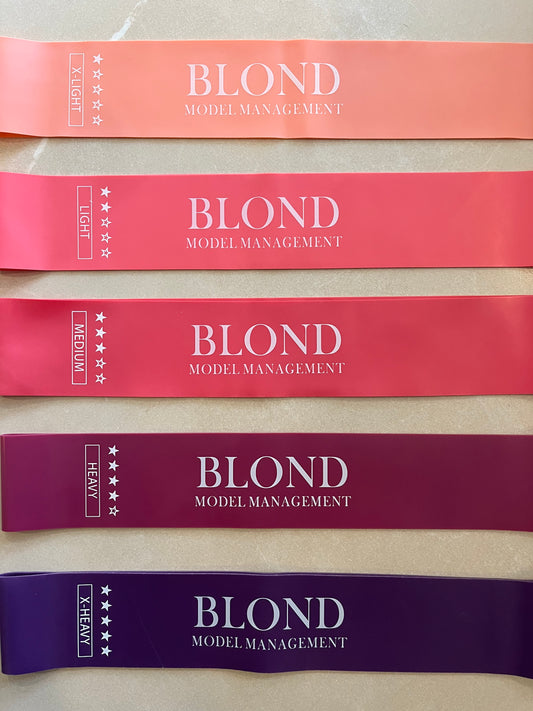 X-LIGHT
BLOND
MODEL MANAGEMENT
LIGHT
BLOND
MODEL MANAGEMENT
MEDIUM
BLOND
MODEL MANAGEMENT
HEAVY
BLOND
MODEL MANAGEMENT
X-HEAVY
BLOND
MODEL MANAGEMENT